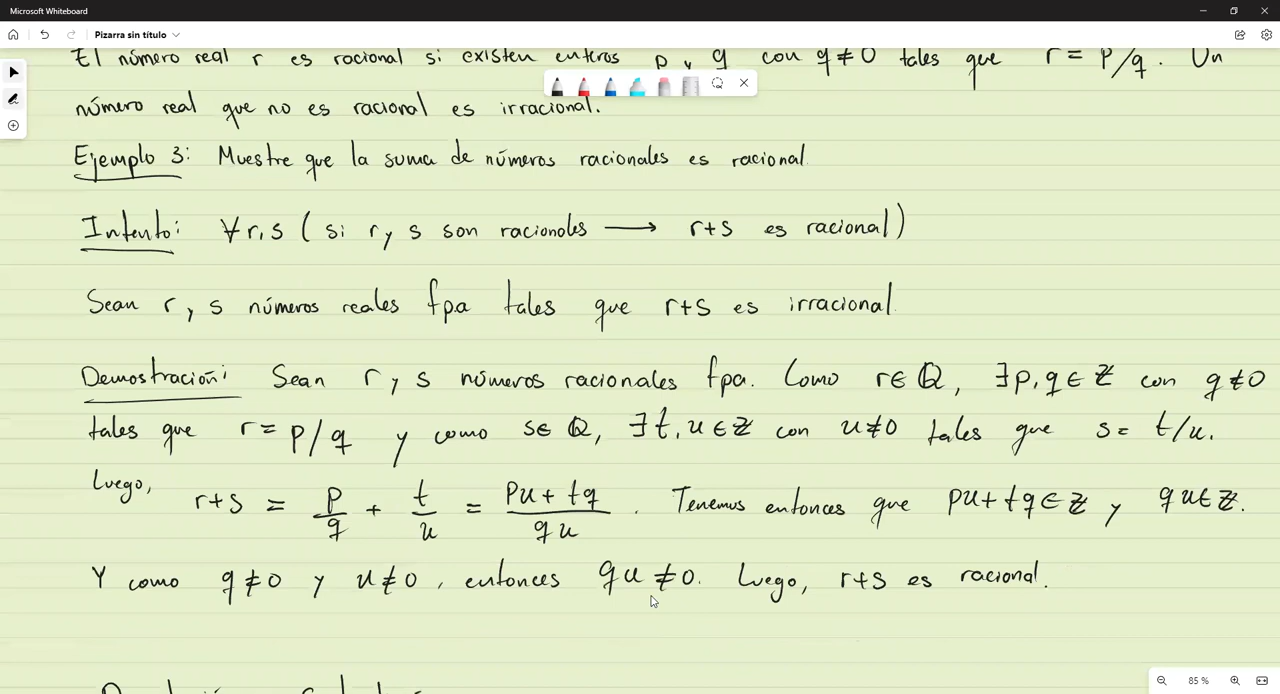 Microsoft Whiteboard
Pizarra sin título
El número real r es racional si existen enteros p y q con q≠0 tales que r = p/q. Un
número real que no es racional es irracional.
Ejemplo 3: Muestre que la suma de números racionales es racional
Intento: ∀r,s ( si r y s son racionales ⟶ r+s es racional )
Sean r, s números reales fpa tales que r+s es irracional.
Demostración: Sean r y s números racionales fpa. Como r∈ℚ, ∃p,q∈ℤ con q≠0
tales que r = p/q y como s∈ℚ, ∃t,u∈ℤ con u≠0 tales que s = t/u.
Luego, r+s = p/q + t/u = (pu + tq)/(qu). Tenemos entonces que pu+tq∈ℤ y qu∈ℤ.
Y como q≠0 y u≠0, entonces qu≠0. Luego, r+s es racional.
85 %